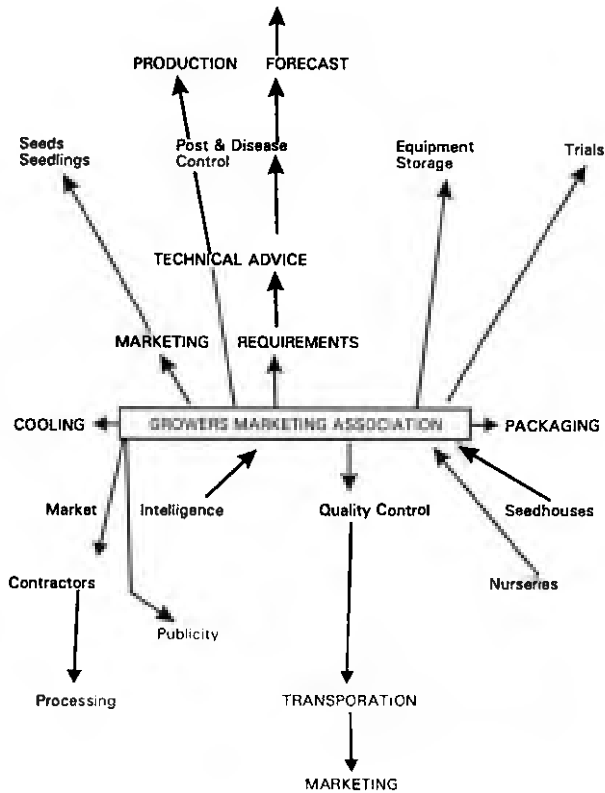 PRODUCTION FORECAST
Seeds
Seedlings
Post & Disease
Control
Equipment
Storage
Trials
TECHNICAL ADVICE
MARKETING REQUIREMENTS
COOLING
GROWERS MARKETING ASSOCIATION
PACKAGING
Market Intelligence
Quality Control
Seedhouses
Contractors
Nurseries
Publicity
Processing
TRANSPORATION
MARKETING